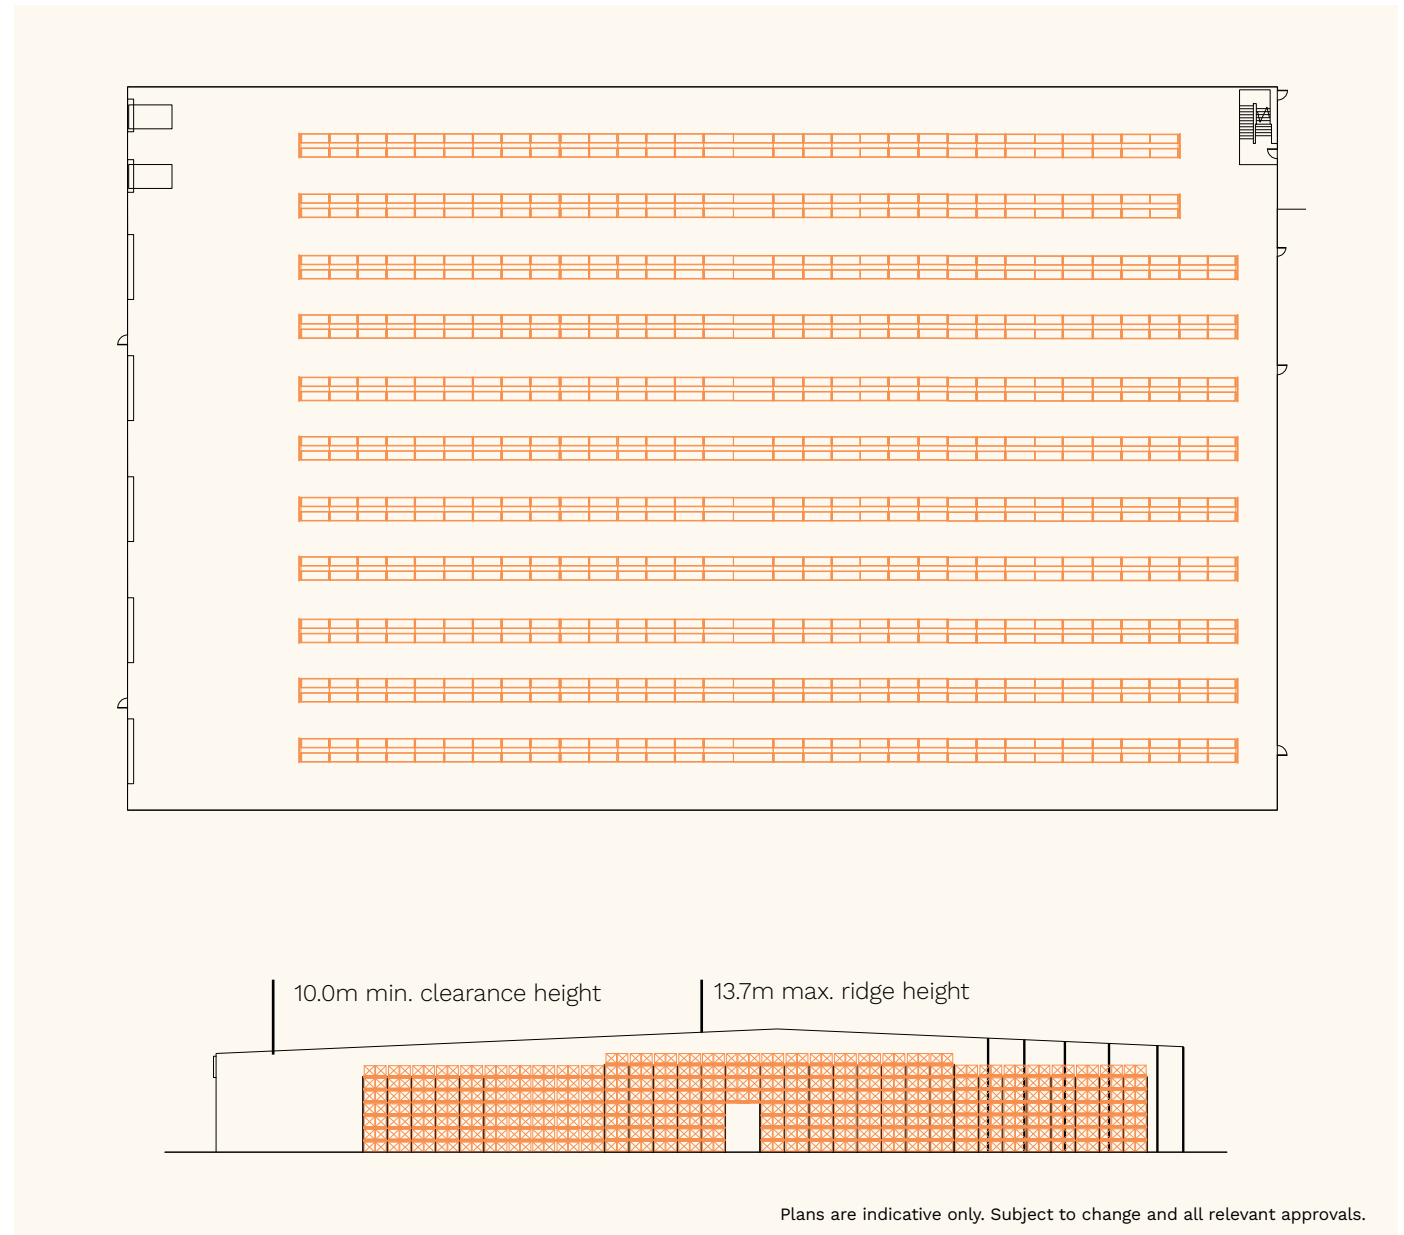 10.0m min. clearance height
13.7m max. ridge height
Plans are indicative only. Subject to change and all relevant approvals.